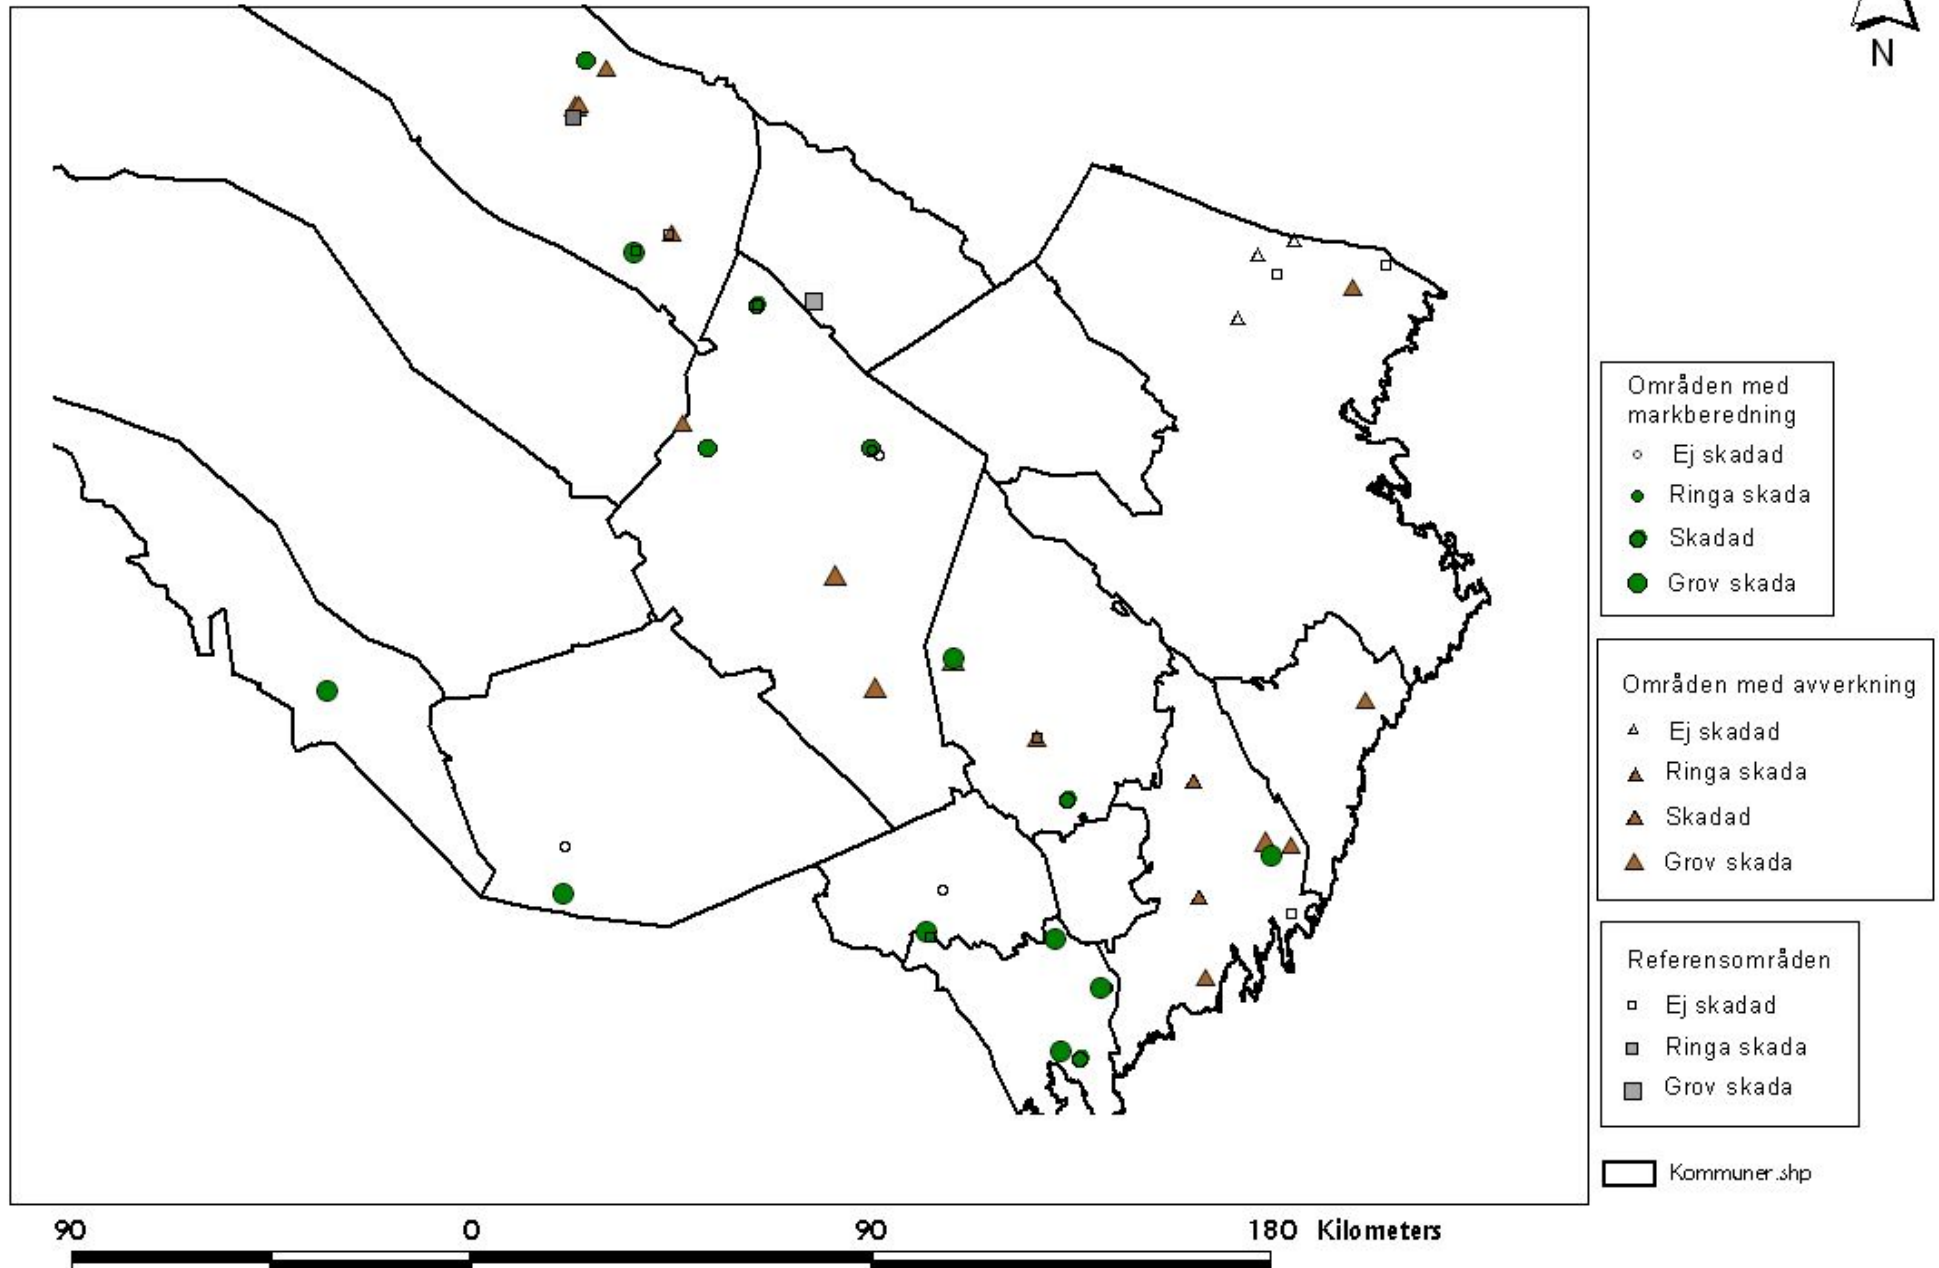 N
Områden med
markberedning
Ej skadad
Ringa skada
Skadad
Grov skada
Områden med avverkning
Ej skadad
Ringa skada
Skadad
Grov skada
Referensområden
Ej skadad
Ringa skada
Grov skada
Kommuner.shp
90 0 90 180 Kilometers